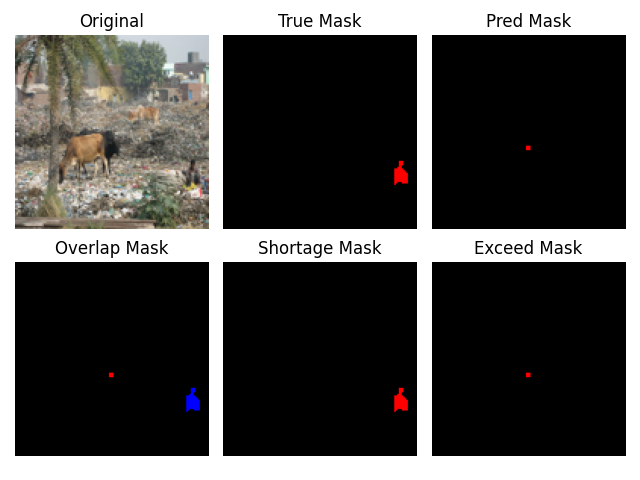 Original
True Mask
Pred Mask
Overlap Mask
Shortage Mask
Exceed Mask